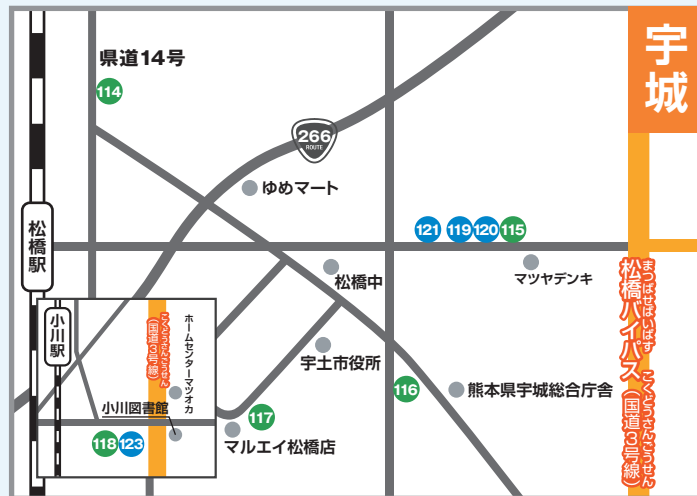 宇城
県道14号
114
266
ROUTE
ゆめマート
121
119
120
115
松橋駅
松橋中
マツヤデンキ
まつばせばいぱす
松橋バイパス
こくどうさんごうせん
(国道3号線)
小川駅
こくどうさんごうせん
(国道3号線)
ホームセンターマツオカ
宇土市役所
小川図書館
116
熊本県宇城総合庁舎
117
マルエイ松橋店
118
123